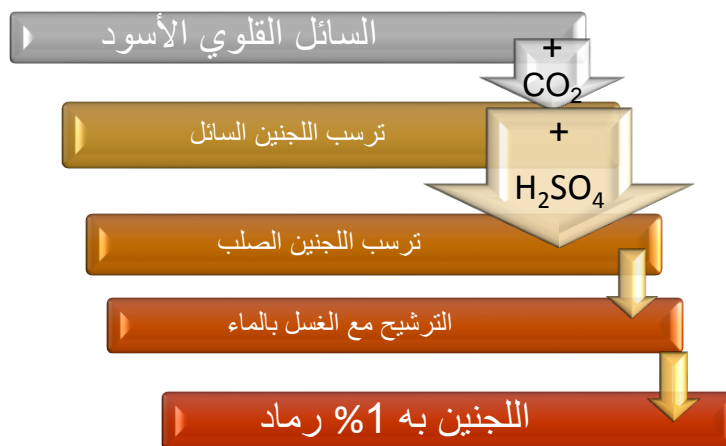 السائل القلوي الأسود
+
CO₂
ترسب اللجنين السائل
+
H₂SO₄
ترسب اللجنين الصلب
الترشيح مع الغسل بالماء
اللجنين به 1% رماد